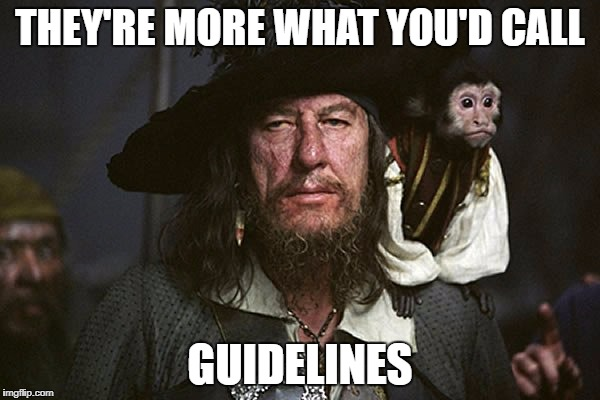 THEY'RE MORE WHAT YOU'D CALL
GUIDELINES
imgflip.com